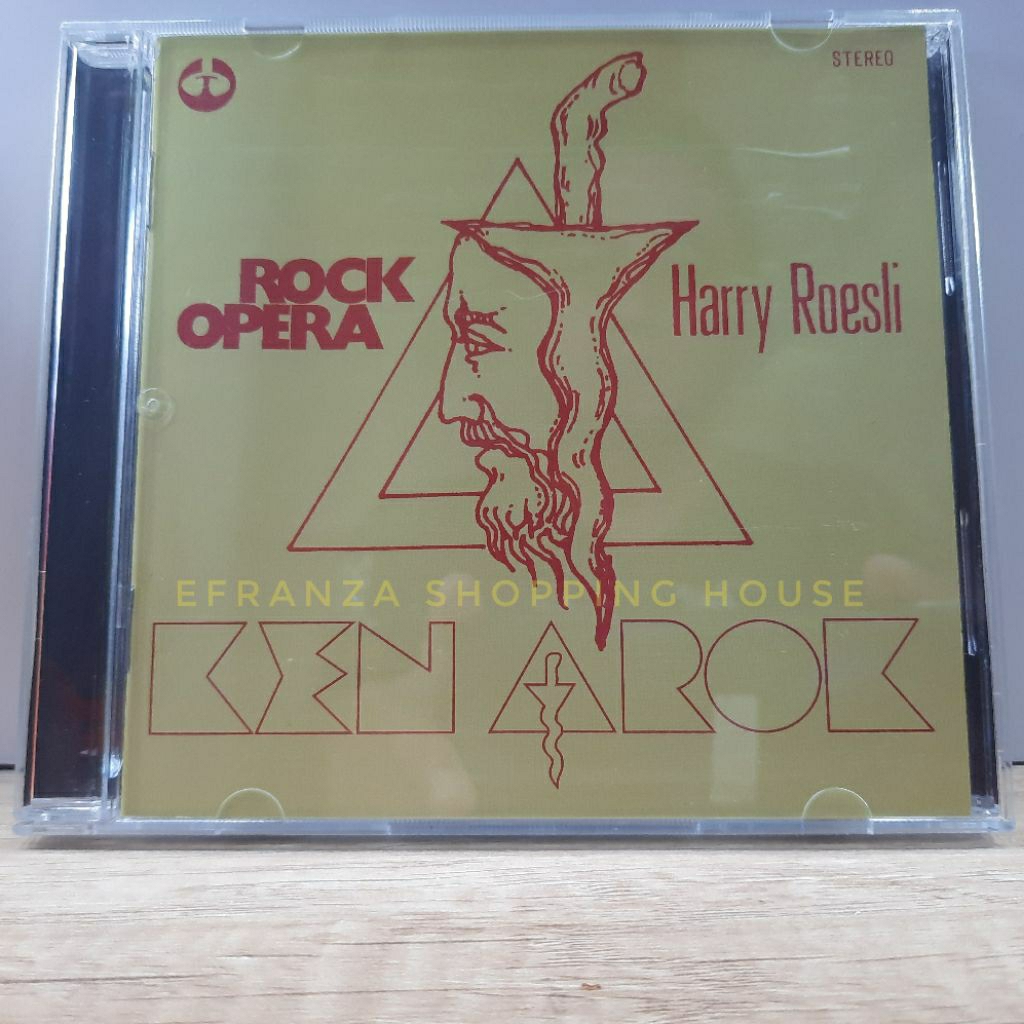 STEREO
ROCK
OPERA
Harry Roesli
EFRANZA SHOPPING HOUSE
KEN AROK